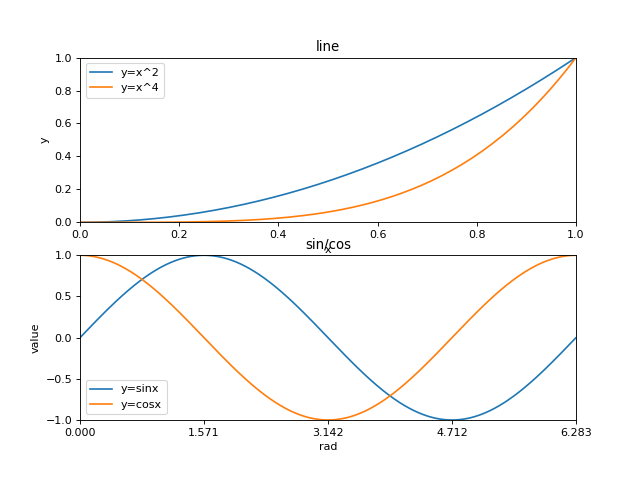 line
y=x^2
y=x^4
1.0
0.8
0.6
0.4
0.2
0.0
y
0.0 0.2 0.4 0.6 0.8 1.0
x
sin/cos
1.0
0.5
0.0
−0.5
−1.0
value
y=sinx
y=cosx
0.000 1.571 3.142 4.712 6.283
rad